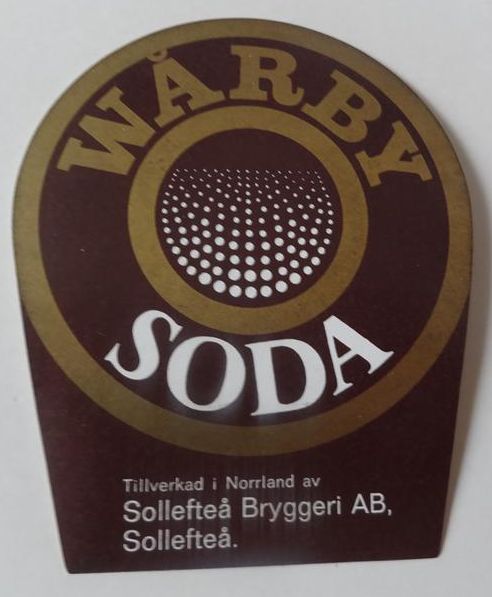 WÅRBY
SODA
Tillverkad i Norrland av
Sollefteå Bryggeri AB,
Sollefteå.